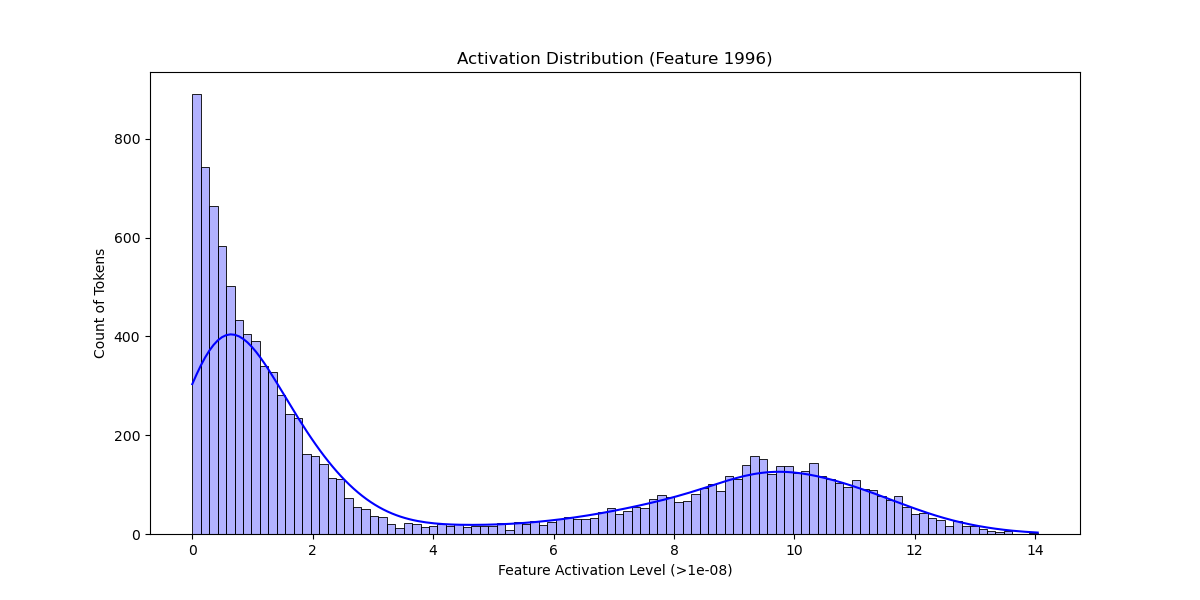 Activation Distribution (Feature 1996)
Count of Tokens
800
600
400
200
0
0 2 4 6 8 10 12 14
Feature Activation Level (>1e-08)